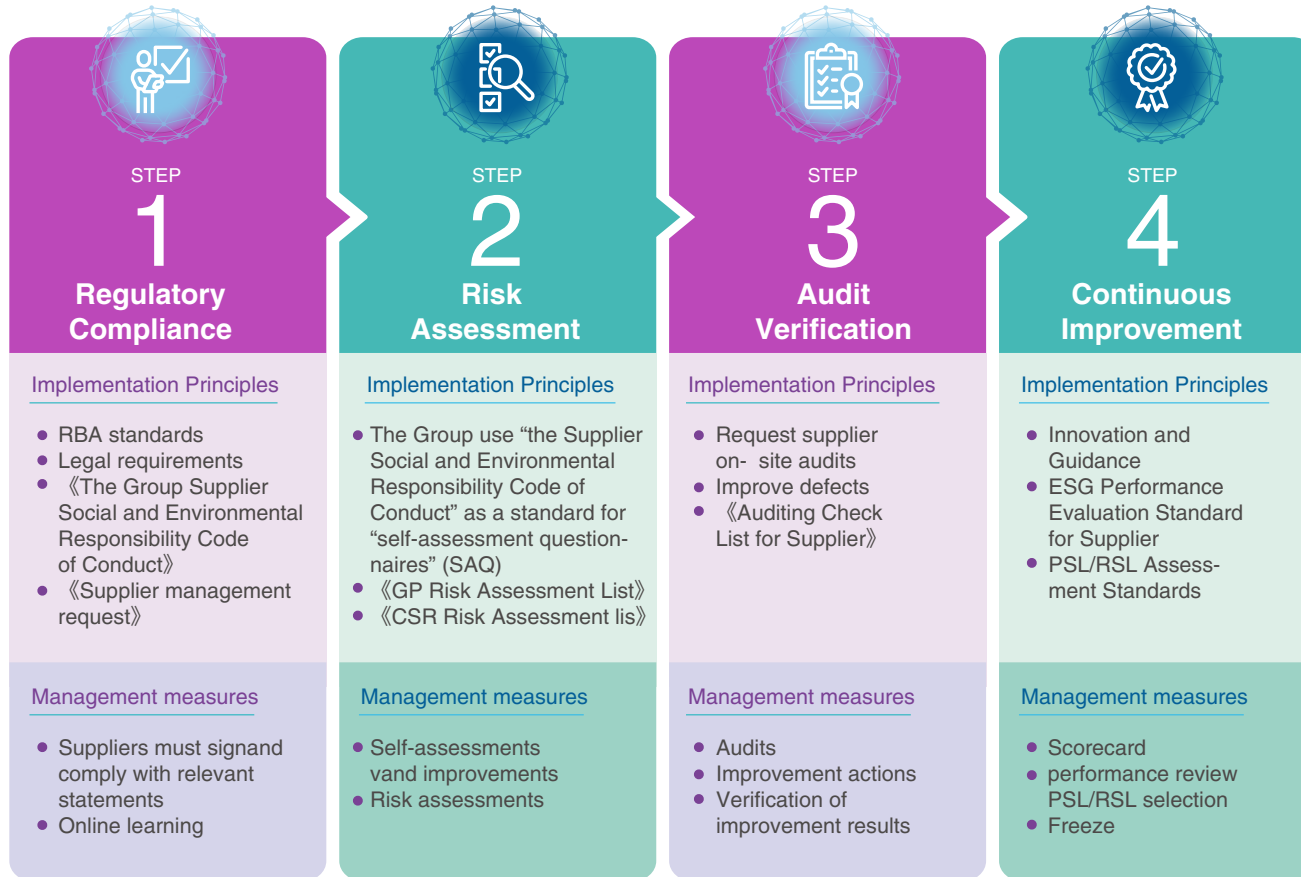 STEP
1
Regulatory
Compliance
Implementation Principles
RBA standards
Legal requirements
《The Group Supplier
Social and Environmental
Responsibility Code
of Conduct》
《Supplier management
request》
Management measures
Suppliers must signand
comply with relevant
statements
Online learning
STEP
2
Risk
Assessment
Implementation Principles
The Group use “the Supplier
Social and Environmental
Responsibility Code of
Conduct” as a standard for
“self-assessment question-
naires” (SAQ)
《GP Risk Assessment List》
《CSR Risk Assessment lis》
Management measures
Self-assessments
vand improvements
Risk assessments
STEP
3
Audit
Verification
Implementation Principles
Request supplier
on- site audits
Improve defects
《Auditing Check
List for Supplier》
Management measures
Audits
Improvement actions
Verification of
improvement results
STEP
4
Continuous
Improvement
Implementation Principles
Innovation and
Guidance
ESG Performance
Evaluation Standard
for Supplier
PSL/RSL Assess-
ment Standards
Management measures
Scorecard
performance review
PSL/RSL selection
Freeze